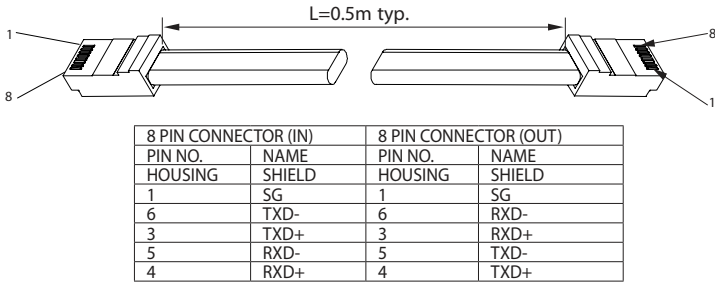 L=0.5m typ.
1
8
8
1
8 PIN CONNECTOR (IN) 8 PIN CONNECTOR (OUT)
PIN NO. NAME PIN NO. NAME
HOUSING SHIELD HOUSING SHIELD
1 SG 1 SG
6 TXD- 6 RXD-
3 TXD+ 3 RXD+
5 RXD- 5 TXD-
4 RXD+ 4 TXD+